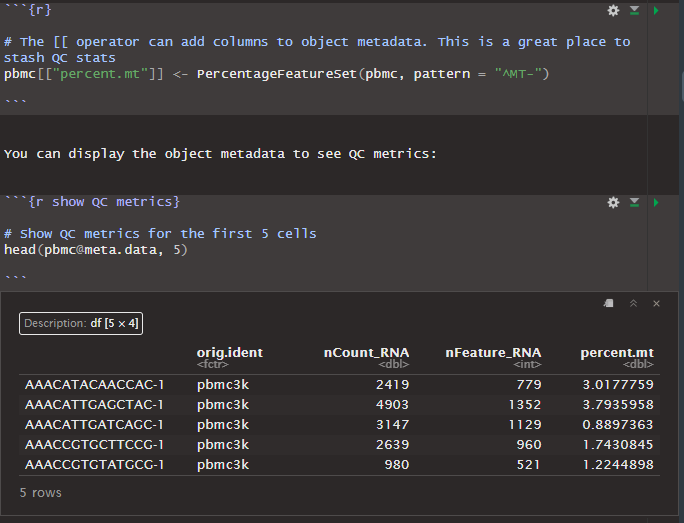 ```{r}
# The [[ operator can add columns to object metadata. This is a great place to
stash QC stats
pbmc[["percent.mt"]] <- PercentageFeatureSet(pbmc, pattern = "^MT-")
```
You can display the object metadata to see QC metrics:
```{r show QC metrics}
# Show QC metrics for the first 5 cells
head(pbmc@meta.data, 5)
```
Description: df [5 × 4]
orig.ident nCount_RNA nFeature_RNA percent.mt
<fctr> <dbl> <int> <dbl>
AAACATACAACCAC-1 pbmc3k 2419 779 3.0177759
AAACATTGAGCTAC-1 pbmc3k 4903 1352 3.7935958
AAACATTGATCAGC-1 pbmc3k 3147 1129 0.8897363
AAACCGTGCTTCCG-1 pbmc3k 2639 960 1.7430845
AAACCGTGTATGCG-1 pbmc3k 980 521 1.2244898
5 rows